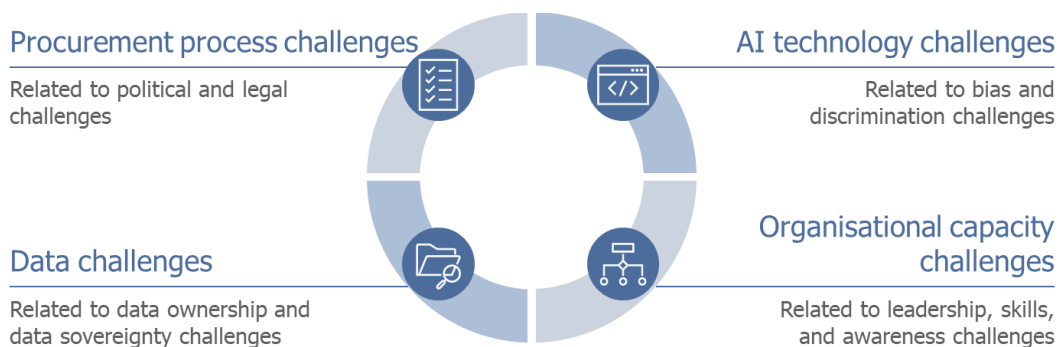 Procurement process challenges
Related to political and legal
challenges
AI technology challenges
Related to bias and
discrimination challenges
</>
Data challenges
Related to data ownership and
data sovereignty challenges
Organisational capacity
challenges
Related to leadership, skills,
and awareness challenges